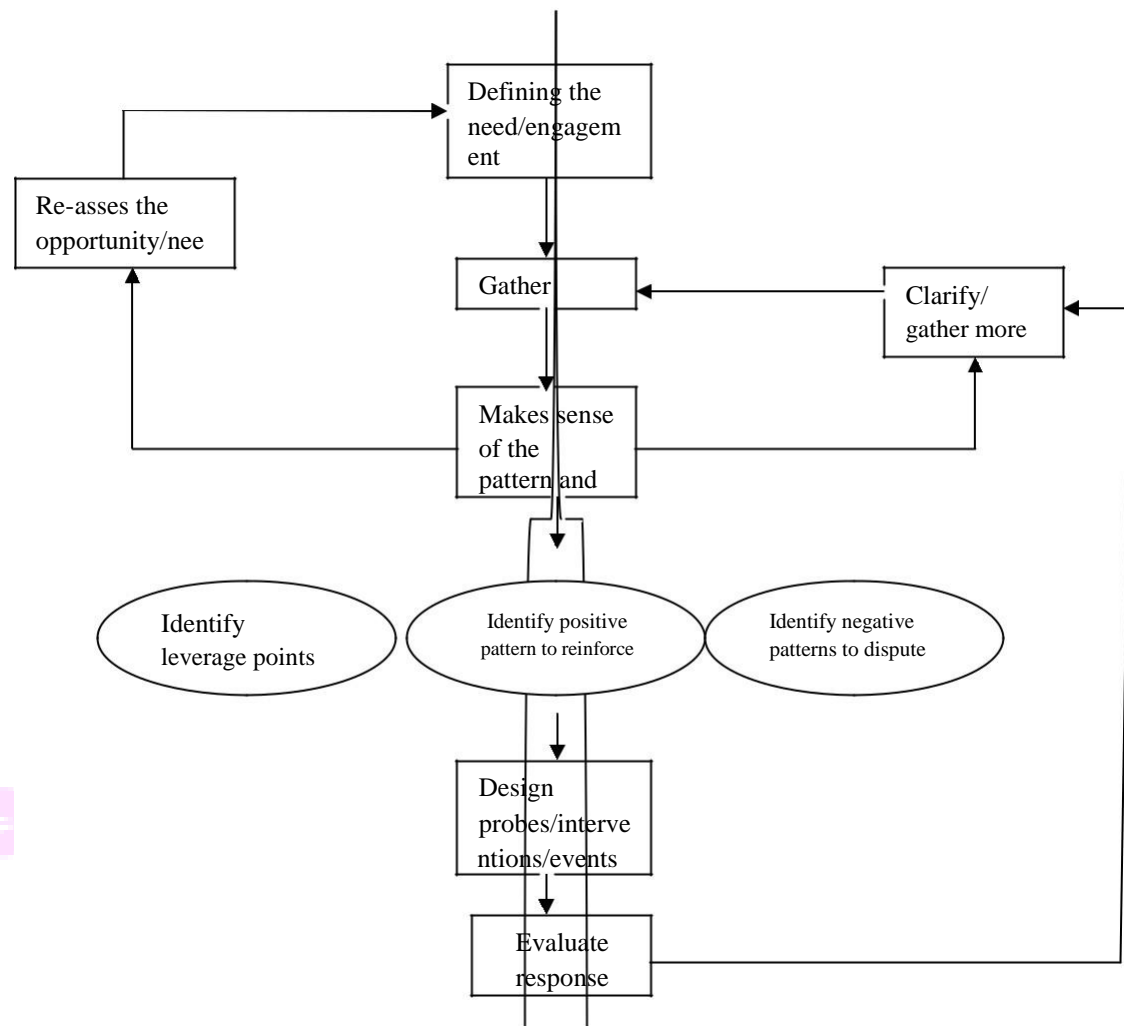 Defining the
need/engagem
ent
Re-asses the
opportunity/nee
Gather
Clarify/
gather more
Makes sense
of the
pattern and
Identify
leverage points
Identify positive
pattern to reinforce
Identify negative
patterns to dispute
Design
probes/interve
ntions/events
Evaluate
response